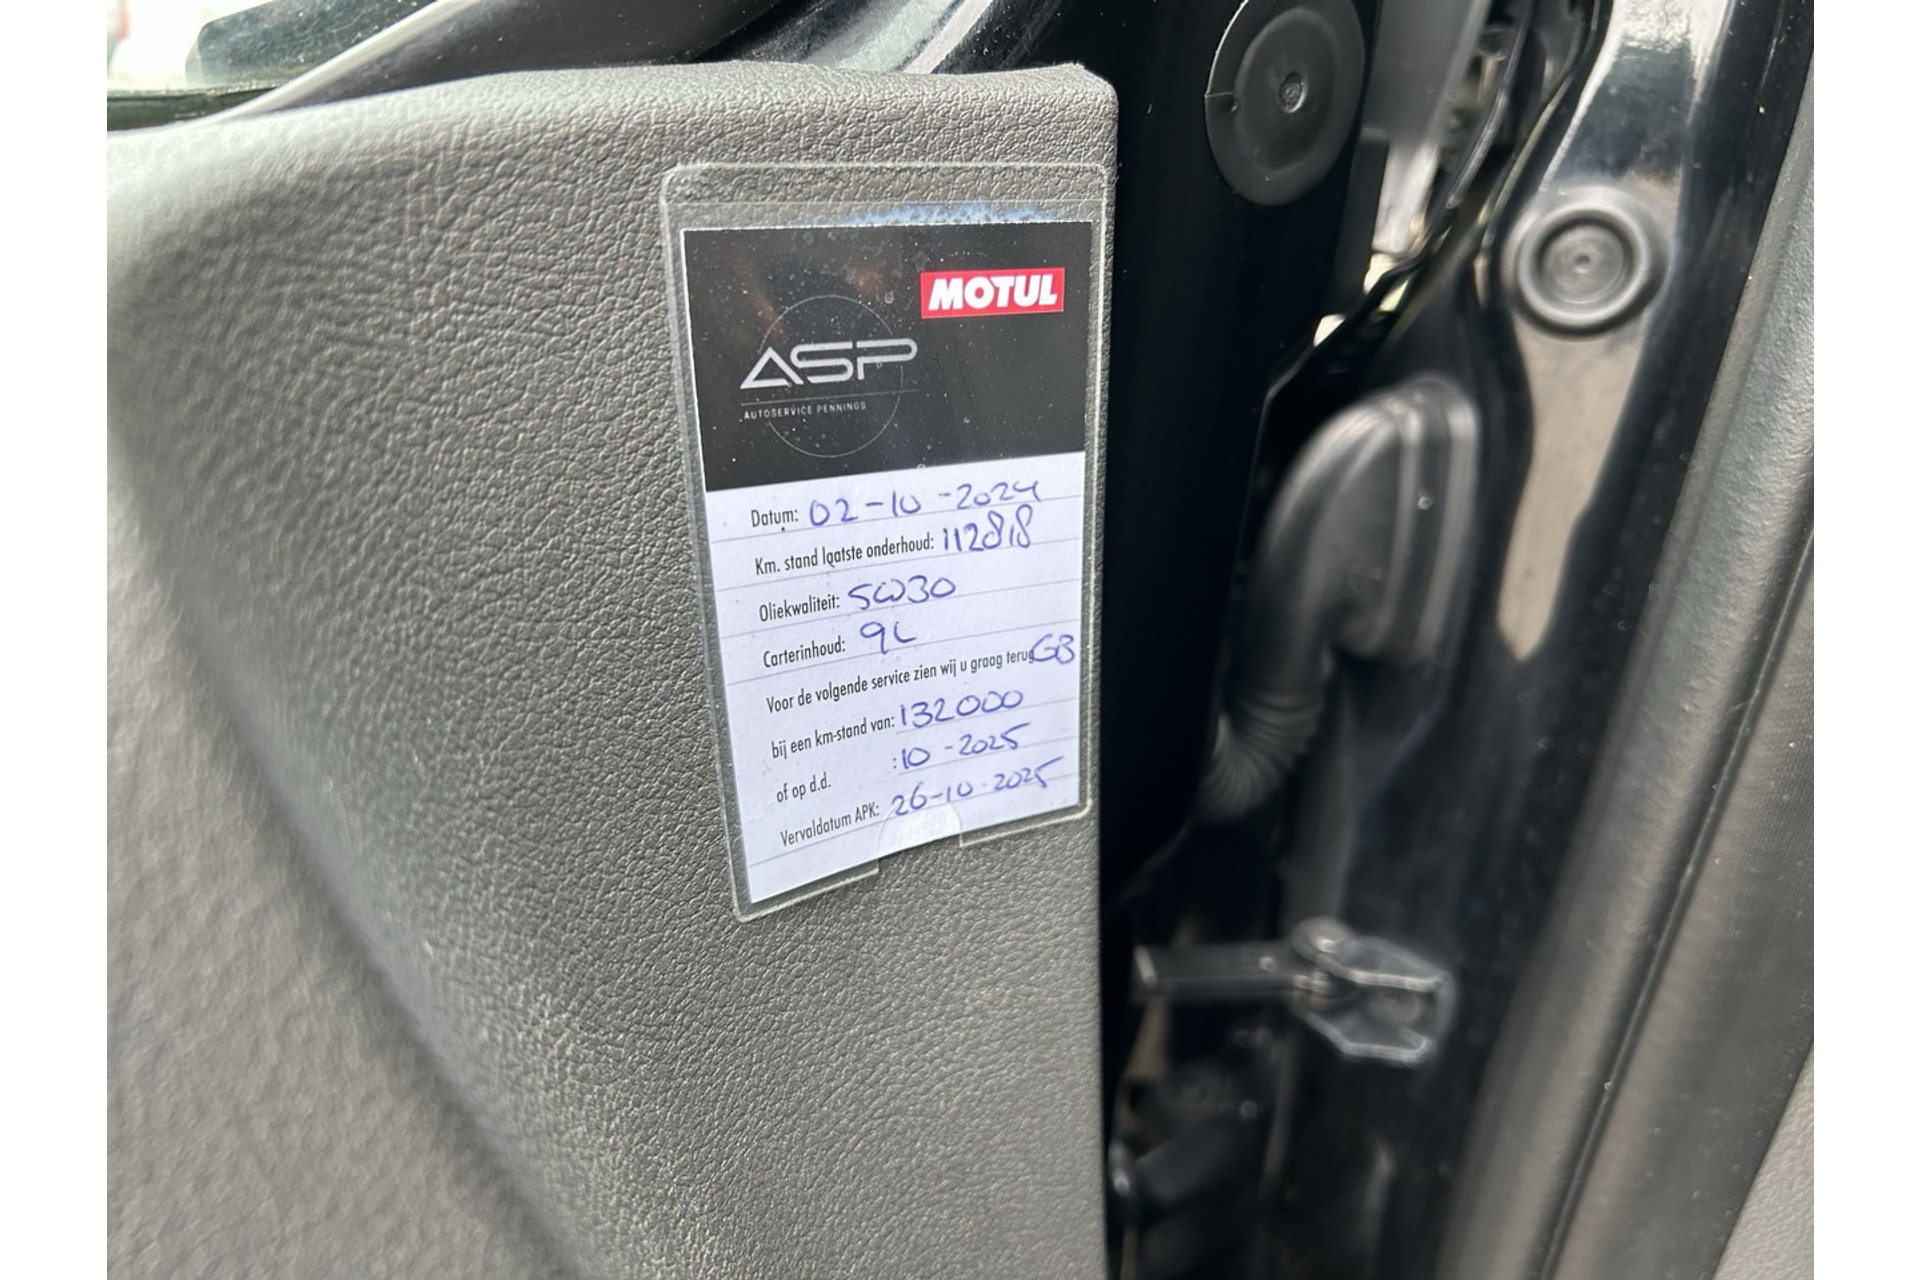 MOTUL
ASP
AUTOSERVICE PENNINGS
Datum: 02-10-2024
Km. stand laatste onderhoud: 112818
Oliekwaliteit: 5W30
Carterinhoud: 9L
Voor de volgende service zien wij u graag terug GB
bij een km-stand van: 132000
of op d.d. : 10-2025
Vervaldatum APK: 26-10-2025